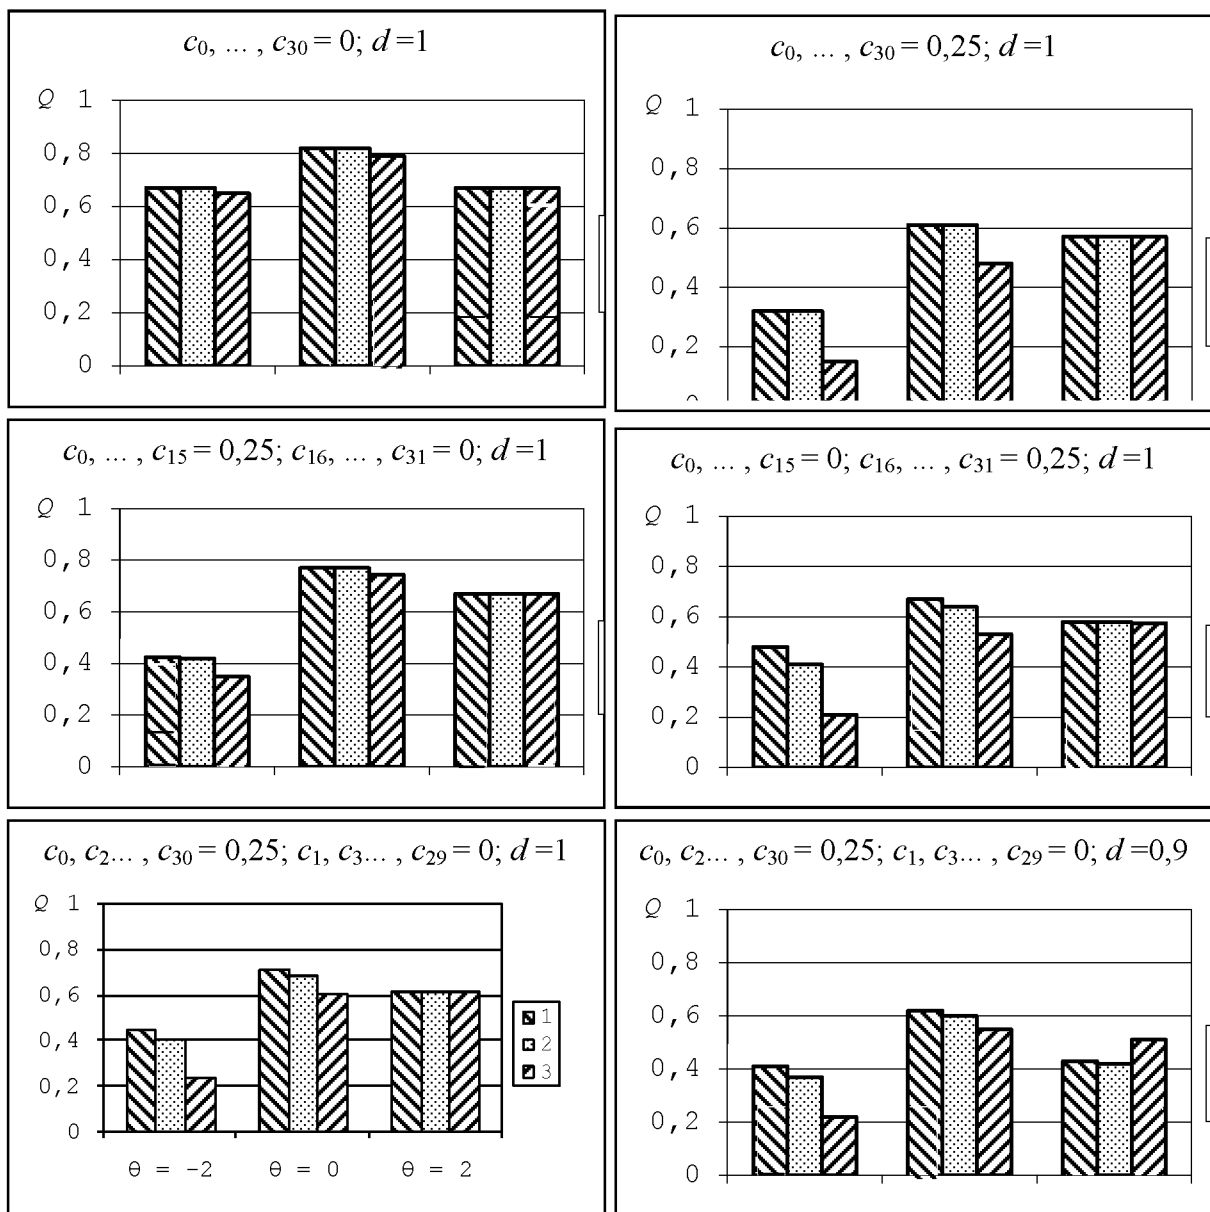 c0, ... , c30 = 0; d =1
Q 1
0,8
0,6
0,4
0,2
0
c0, ... , c30 = 0,25; d =1
Q 1
0,8
0,6
0,4
0,2
c0, ... , c15 = 0,25; c16, ... , c31 = 0; d =1
Q 1
0,8
0,6
0,4
0,2
0
c0, ... , c15 = 0; c16, ... , c31 = 0,25; d =1
Q 1
0,8
0,6
0,4
0,2
0
c0, c2... , c30 = 0,25; c1, c3... , c29 = 0; d=1
Q 1
0,8
0,6
0,4
0,2
0
θ = -2 θ = 0 θ = 2
1
2
3
c0, c2... , c30 = 0,25; c1, c3... , c29 = 0; d=0,9
Q 1
0,8
0,6
0,4
0,2
0